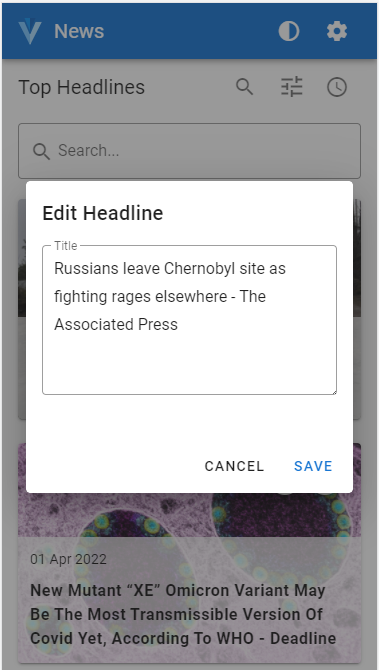 News
Top Headlines
Search...
Edit Headline
Title
Russians leave Chernobyl site as
fighting rages elsewhere - The
Associated Press
CANCEL SAVE
01 Apr 2022
New Mutant “XE” Omicron Variant May
Be The Most Transmissible Version Of
Covid Yet, According To WHO - Deadline